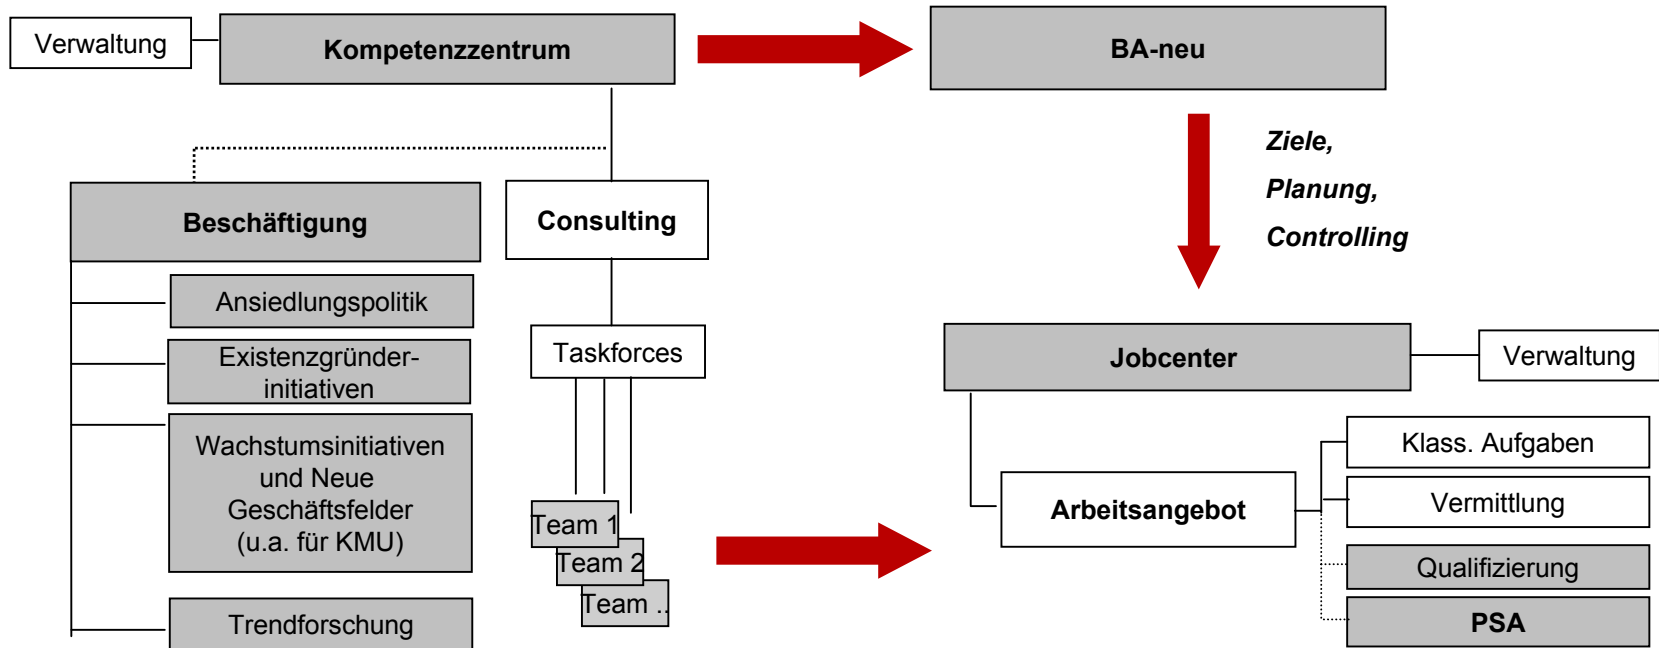 Verwaltung
Kompetenzzentrum
BA-neu
Ziele,
Planung,
Controlling
Beschäftigung
Consulting
Ansiedlungspolitik
Existenzgründer-
initiativen
Wachstumsinitiativen
und Neue
Geschäftsfelder
(u.a. für KMU)
Trendforschung
Taskforces
Team 1
Team 2
Team ..
Jobcenter
Verwaltung
Arbeitsangebot
Klass. Aufgaben
Vermittlung
Qualifizierung
PSA